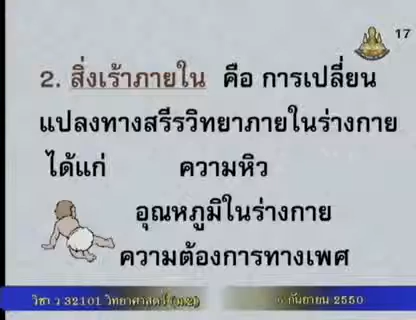 17
2. สิ่งเร้าภายใน คือ การเปลี่ยน
แปลงทางสรีรวิทยาภายในร่างกาย
ได้แก่ ความหิว
อุณหภูมิในร่างกาย
ความต้องการทางเพศ
วิชา ว 32101 วิทยาศาสตร์ (ม.2)
กันยายน 2550